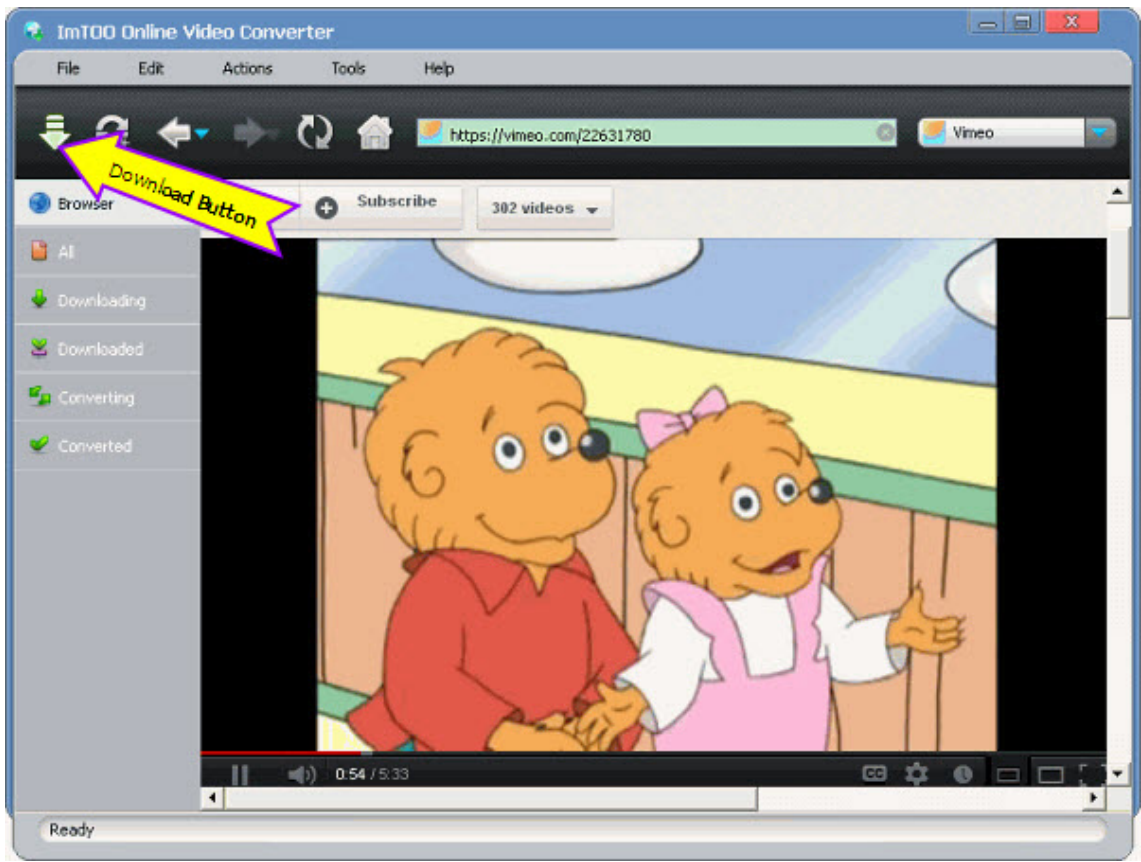 ImTOO Online Video Converter
File Edit Actions Tools Help
https://vimeo.com/22631780 Vimeo
Download Button
Browser
Subscribe 302 videos
All
Downloading
Downloaded
Converting
Converted
0:54 / 5:33 CC
Ready